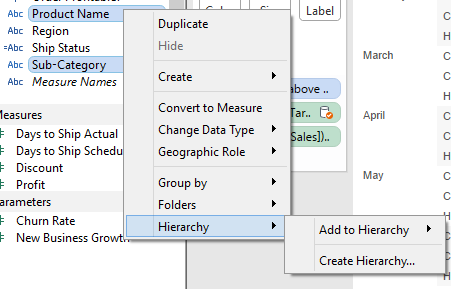 Product Name
Region
Ship Status
Sub-Category
Measure Names
Measures
Days to Ship Actual
Days to Ship Schedu
Discount
Profit
Parameters
Churn Rate
New Business Growth
Duplicate
Hide
Create
Convert to Measure
Change Data Type
Geographic Role
Group by
Folders
Hierarchy
Add to Hierarchy
Create Hierarchy...
Label
above ..
Tar..
Sales])..
March
April
May
Abc
Abc
Abc
Abc
Abc
C
C
H
C
H
C
H
C
H